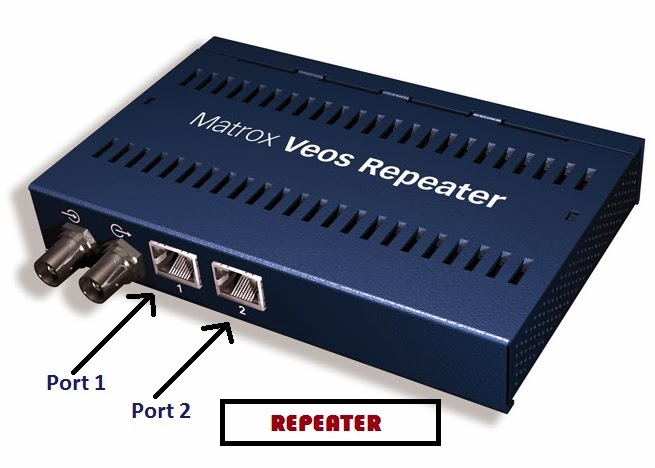 Matrox Veos Repeater
1
2
Port 1
Port 2
REPEATER